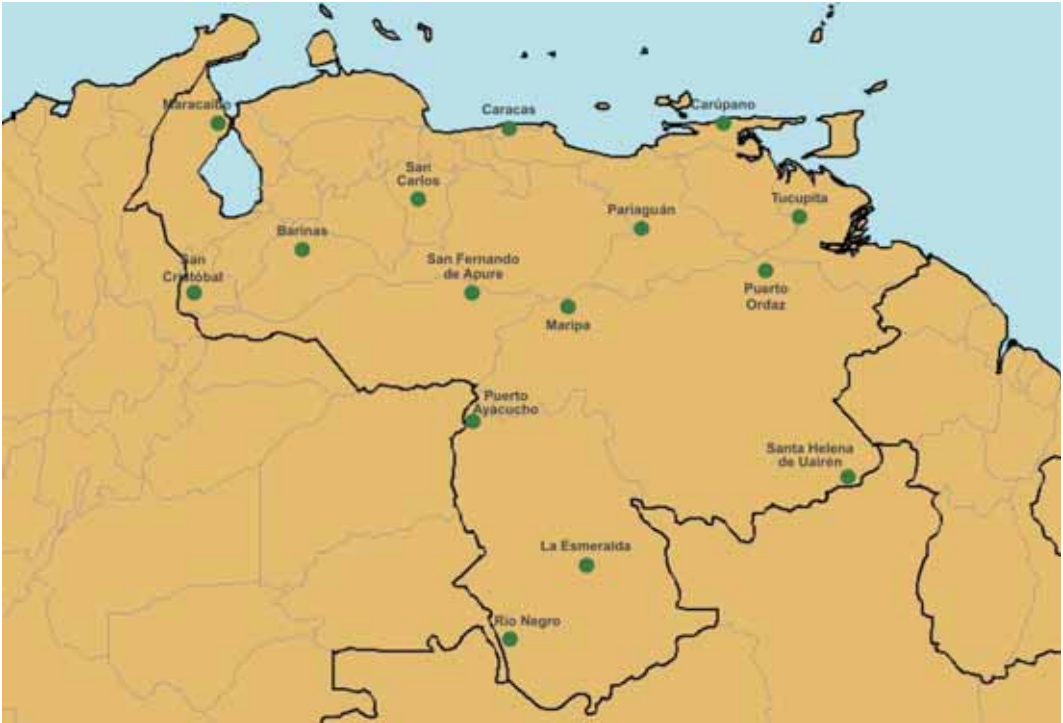 Maracaibo
Caracas
Carúpano
San
Carlos
Pariaguán
Tucupita
Barinas
San
Cristóbal
San Fernando
de Apure
Puerto
Ordaz
Maripa
Puerto
Ayacucho
Santa Helena
de Uairén
La Esmeralda
Río Negro